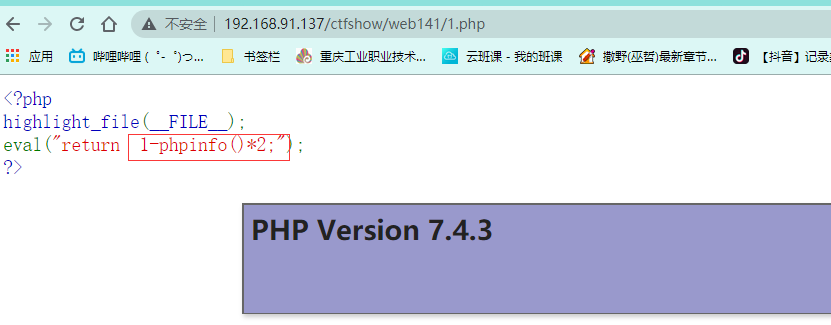 不安全 | 192.168.91.137/ctfshow/web141/1.php
应用 哔哩哔哩 (゜-゜)つ... 书签栏 重庆工业职业技术... 云班课 - 我的班课 撒野(巫哲)最新章节... 【抖音】记录美
<?php
highlight_file(__FILE__);
eval("return 1-phpinfo()*2;");
?>
PHP Version 7.4.3